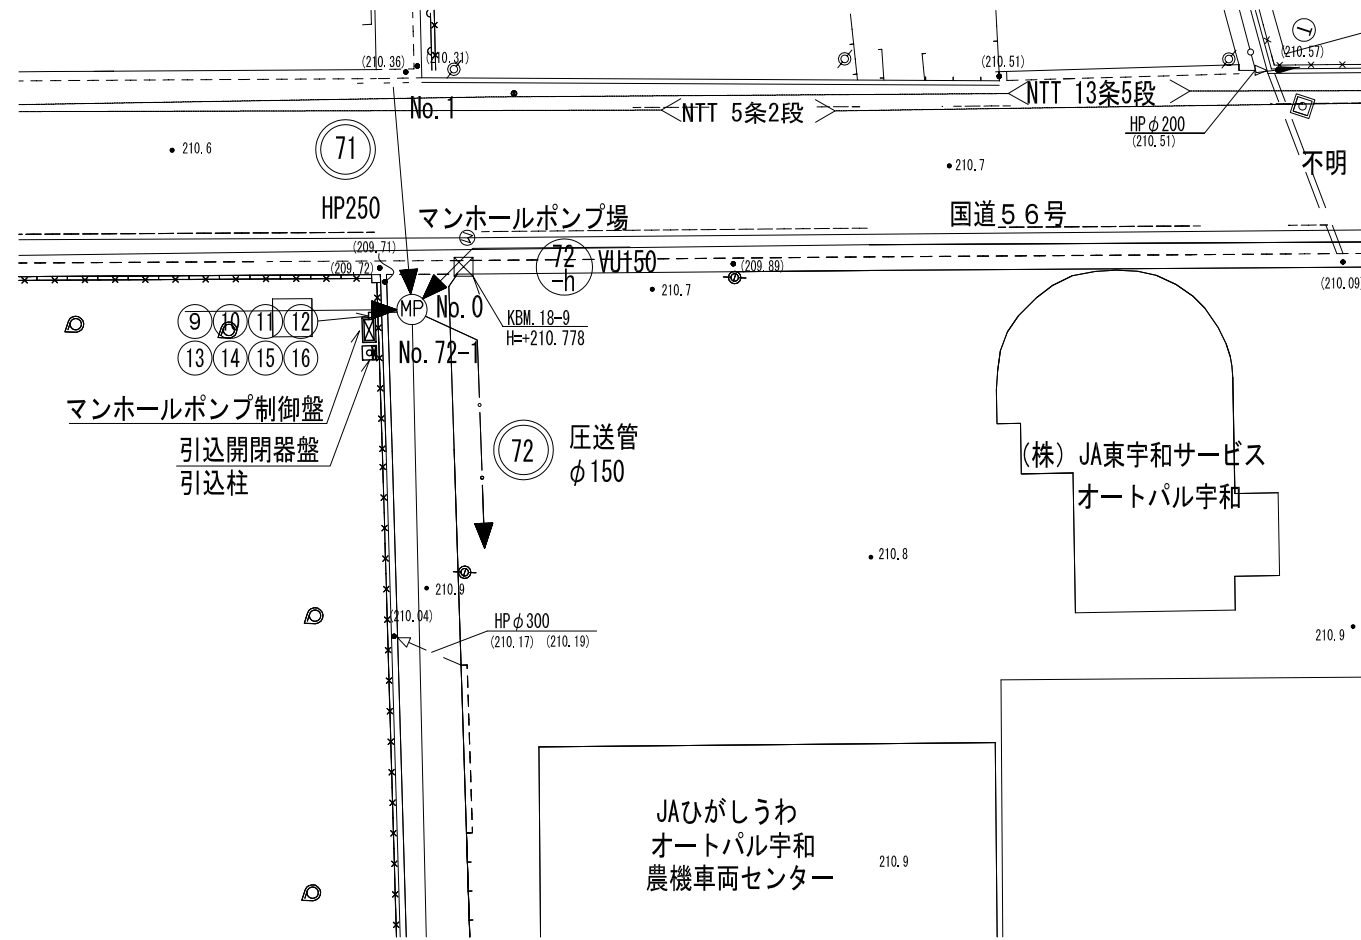 (210.36)
(210.31)
(210.51)
(210.57)
T
No.1
NTT 5条2段
NTT 13条5段
HPφ200
(210.51)
71
210.6
210.7
不明
HP250
マンホールポンプ場
国道56号
M
(209.71)
(209.72)
72
-h
VU150
(209.89)
210.7
(210.09)
MP
No.0
KBM.18-9
H=+210.778
9 10 11 12
13 14 15 16
No.72-1
マンホールポンプ制御盤
引込開閉器盤
引込柱
72
圧送管
φ150
(株) JA東宇和サービス
オートパル宇和
210.8
210.9
(210.04)
HPφ300
(210.17) (210.19)
210.9
JAひがしうわ
オートパル宇和
農機車両センター
210.9